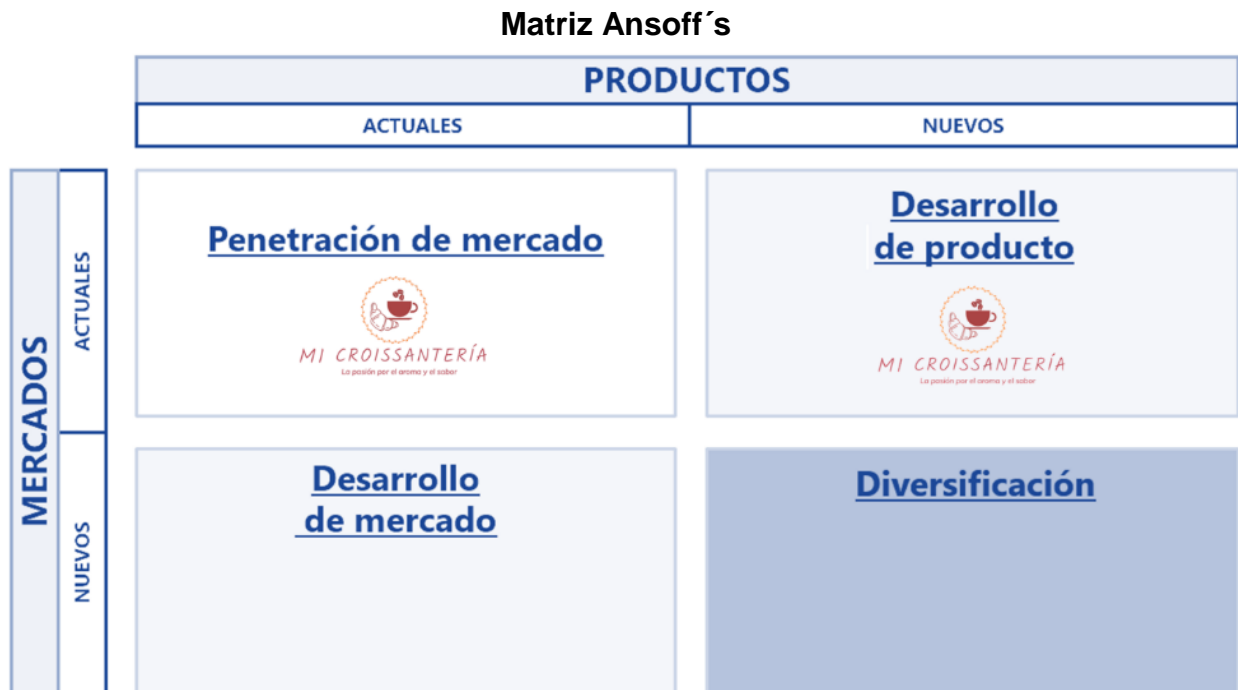 Matriz Ansoff´s
PRODUCTOS
ACTUALES
NUEVOS
MERCADOS
ACTUALES
Penetración de mercado
MI CROISSANTERÍA
La pasión por el aroma y el sabor
Desarrollo
de producto
MI CROISSANTERÍA
La pasión por el aroma y el sabor
NUEVOS
Desarrollo
de mercado
Diversificación